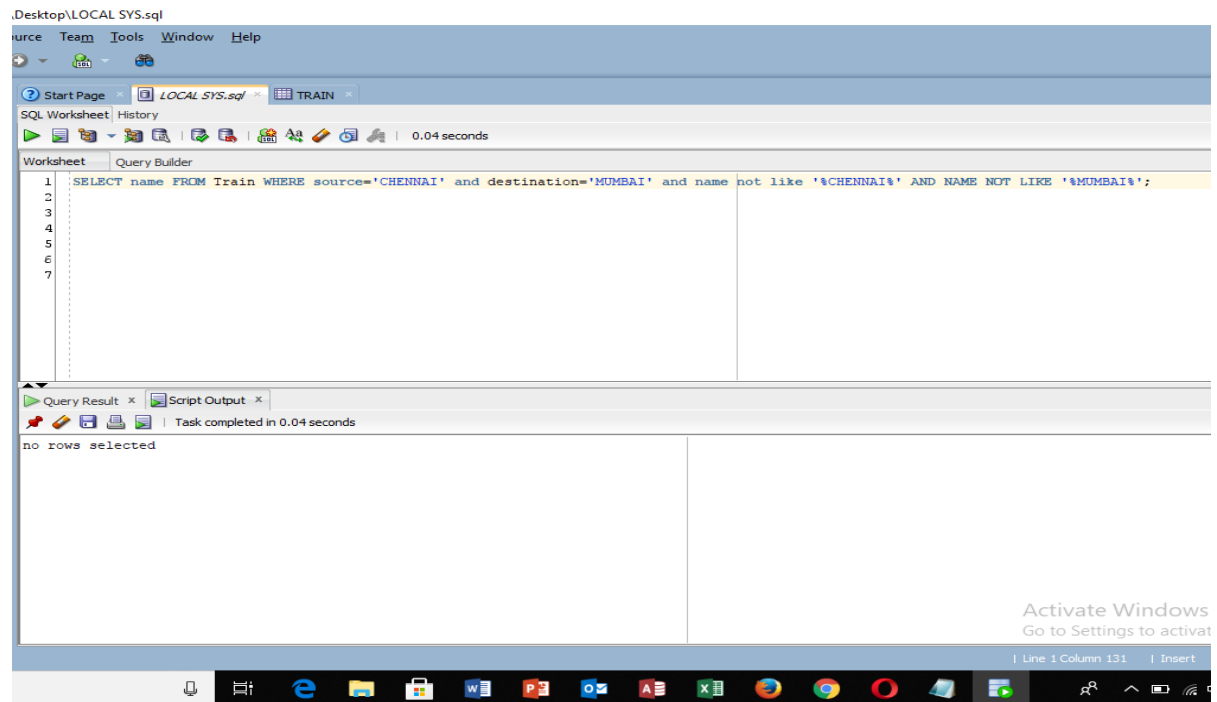 \Desktop\LOCAL SYS.sql
urce Team Tools Window Help
Start Page LOCAL SYS.sql TRAIN
SQL Worksheet History
0.04 seconds
Worksheet Query Builder
1 SELECT name FROM Train WHERE source='CHENNAI' and destination='MUMBAI' and name not like '%CHENNAI%' AND NAME NOT LIKE '%MUMBAI%';
2
3
4
5
6
7
Query Result Script Output
Task completed in 0.04 seconds
no rows selected
Activate Windows
Go to Settings to activat
| Line 1 Column 131 | Insert